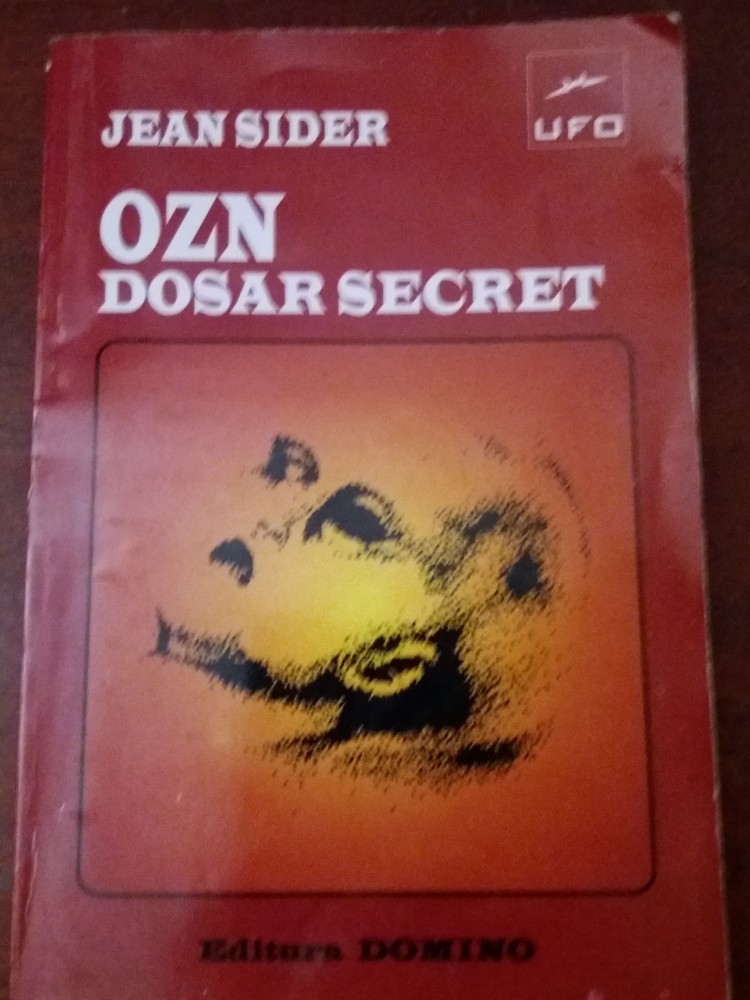 UFO
JEAN SIDER
OZN
DOSAR SECRET
Editura DOMINO